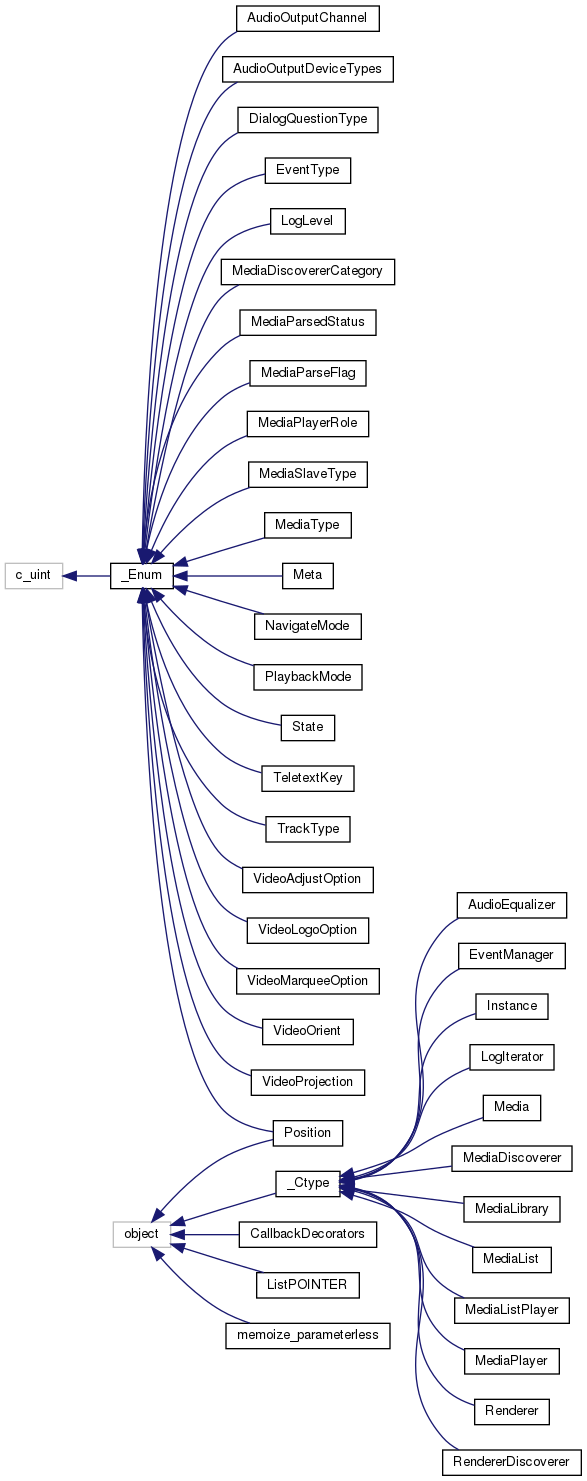 AudioOutputChannel
AudioOutputDeviceTypes
DialogQuestionType
EventType
LogLevel
MediaDiscovererCategory
MediaParsedStatus
MediaParseFlag
MediaPlayerRole
MediaSlaveType
MediaType
c_uint
_Enum
Meta
NavigateMode
PlaybackMode
State
TeletextKey
TrackType
VideoAdjustOption
VideoLogoOption
VideoMarqueeOption
VideoOrient
VideoProjection
Position
AudioEqualizer
EventManager
Instance
LogIterator
Media
MediaDiscoverer
_Ctype
MediaLibrary
object
CallbackDecorators
MediaList
ListPOINTER
MediaListPlayer
memoize_parameterless
MediaPlayer
Renderer
RendererDiscoverer